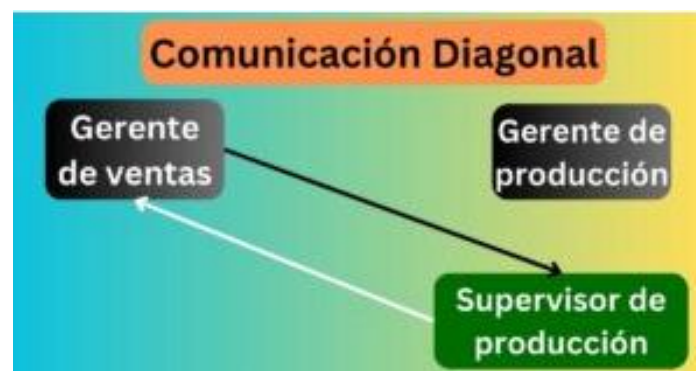 Comunicación Diagonal
Gerente
de ventas
Gerente de
producción
Supervisor de
producción